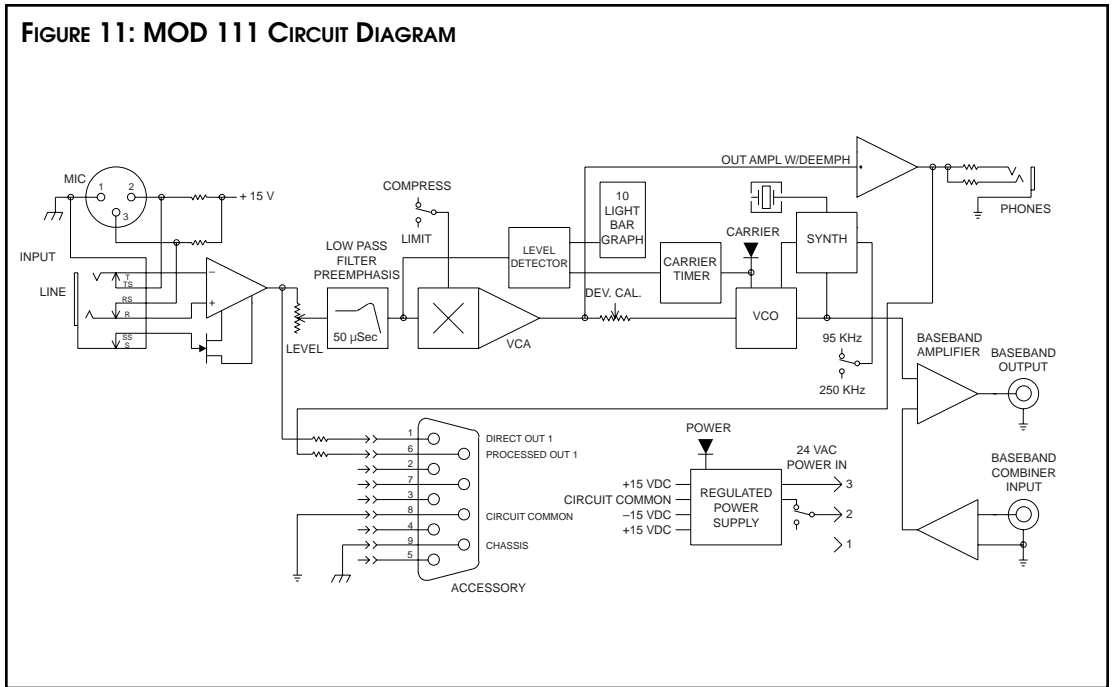 FIGURE 11: MOD 111 CIRCUIT DIAGRAM
MIC
1
2
3
+ 15 V
INPUT
LINE
T
TS
RS
R
SS
S
−
+
LEVEL
LOW PASS
FILTER
PREEMPHASIS
50 µSec
COMPRESS
LIMIT
VCA
LEVEL
DETECTOR
10
LIGHT
BAR
GRAPH
CARRIER
TIMER
DEV. CAL.
CARRIER
VCO
SYNTH
OUT AMPL W/DEEMPH
PHONES
95 KHz
250 KHz
BASEBAND
AMPLIFIER
BASEBAND
OUTPUT
BASEBAND
COMBINER
INPUT
1
6
2
7
3
8
4
9
5
DIRECT OUT 1
PROCESSED OUT 1
CIRCUIT COMMON
CHASSIS
ACCESSORY
POWER
+15 VDC
CIRCUIT COMMON
–15 VDC
+15 VDC
REGULATED
POWER
SUPPLY
24 VAC
POWER IN
3
2
1